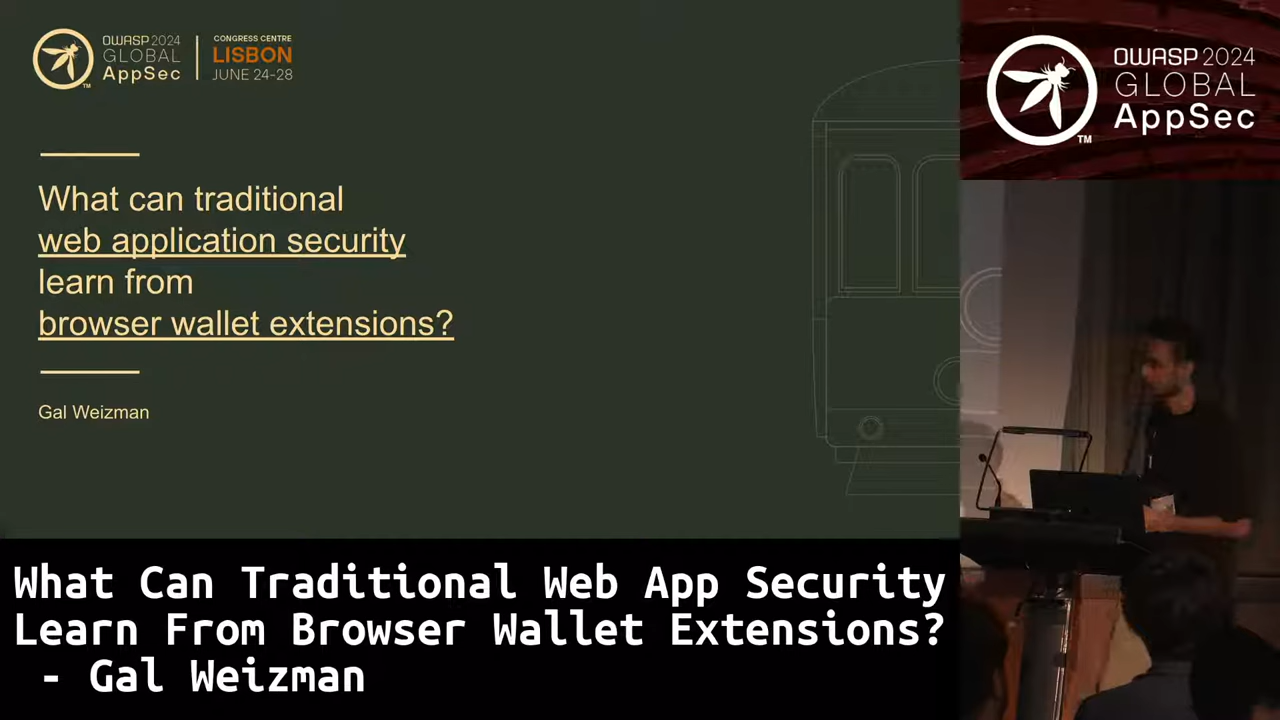 OWASP 2024
GLOBAL
AppSec
TM
CONGRESS CENTRE
LISBON
JUNE 24-28
What can traditional
web application security
learn from
browser wallet extensions?
Gal Weizman
OWASP 2024
GLOBAL
AppSec
TM
What Can Traditional Web App Security
Learn From Browser Wallet Extensions?
- Gal Weizman